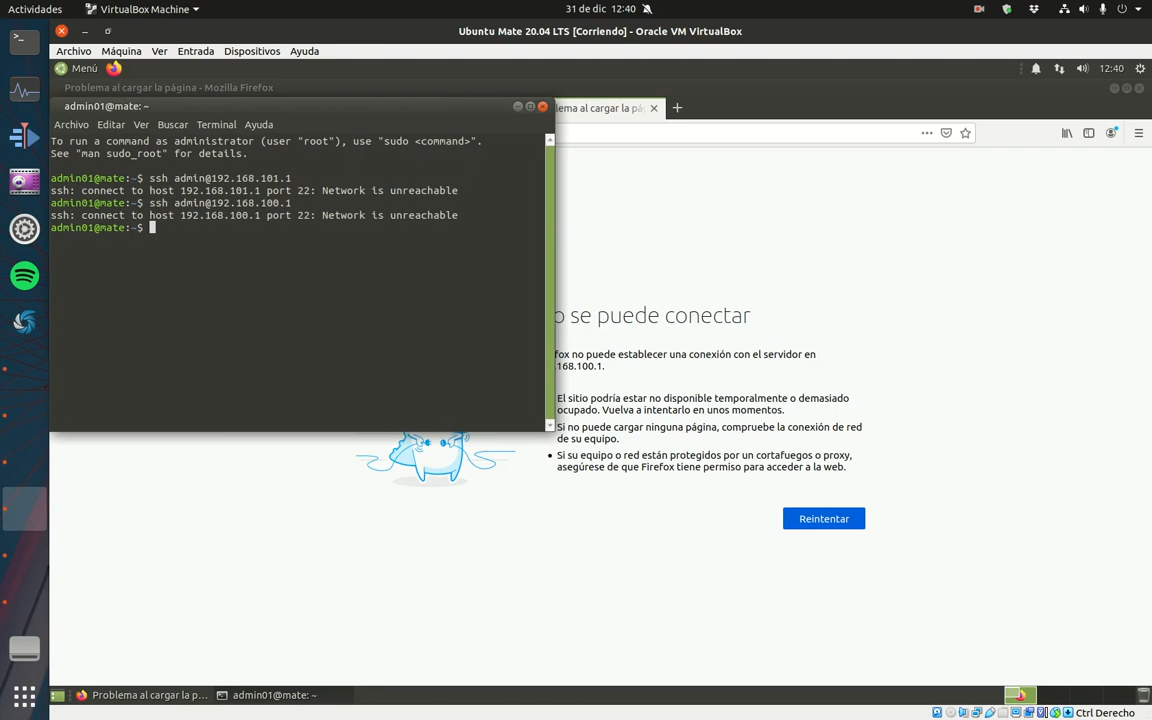 Actividades
VirtualBox Machine
31 de dic 12:40
Ubuntu Mate 20.04 LTS [Corriendo] - Oracle VM VirtualBox
Archivo Máquina Ver Entrada Dispositivos Ayuda
Menú
12:40
Problema al cargar la página - Mozilla Firefox
admin01@mate: ~
lema al cargar la pá
Archivo Editar Ver Buscar Terminal Ayuda
To run a command as administrator (user "root"), use "sudo <command>".
See "man sudo_root" for details.
admin01@mate:~$ ssh admin@192.168.101.1
ssh: connect to host 192.168.101.1 port 22: Network is unreachable
admin01@mate:~$ ssh admin@192.168.100.1
ssh: connect to host 192.168.100.1 port 22: Network is unreachable
admin01@mate:~$
o se puede conectar
fox no puede establecer una conexión con el servidor en
.168.100.1.
El sitio podría estar no disponible temporalmente o demasiado
ocupado. Vuelva a intentarlo en unos momentos.
Si no puede cargar ninguna página, compruebe la conexión de red
de su equipo.
Si su equipo o red están protegidos por un cortafuegos o proxy,
asegúrese de que Firefox tiene permiso para acceder a la web.
Reintentar
Problema al cargar la p...
admin01@mate: ~
Ctrl Derecho